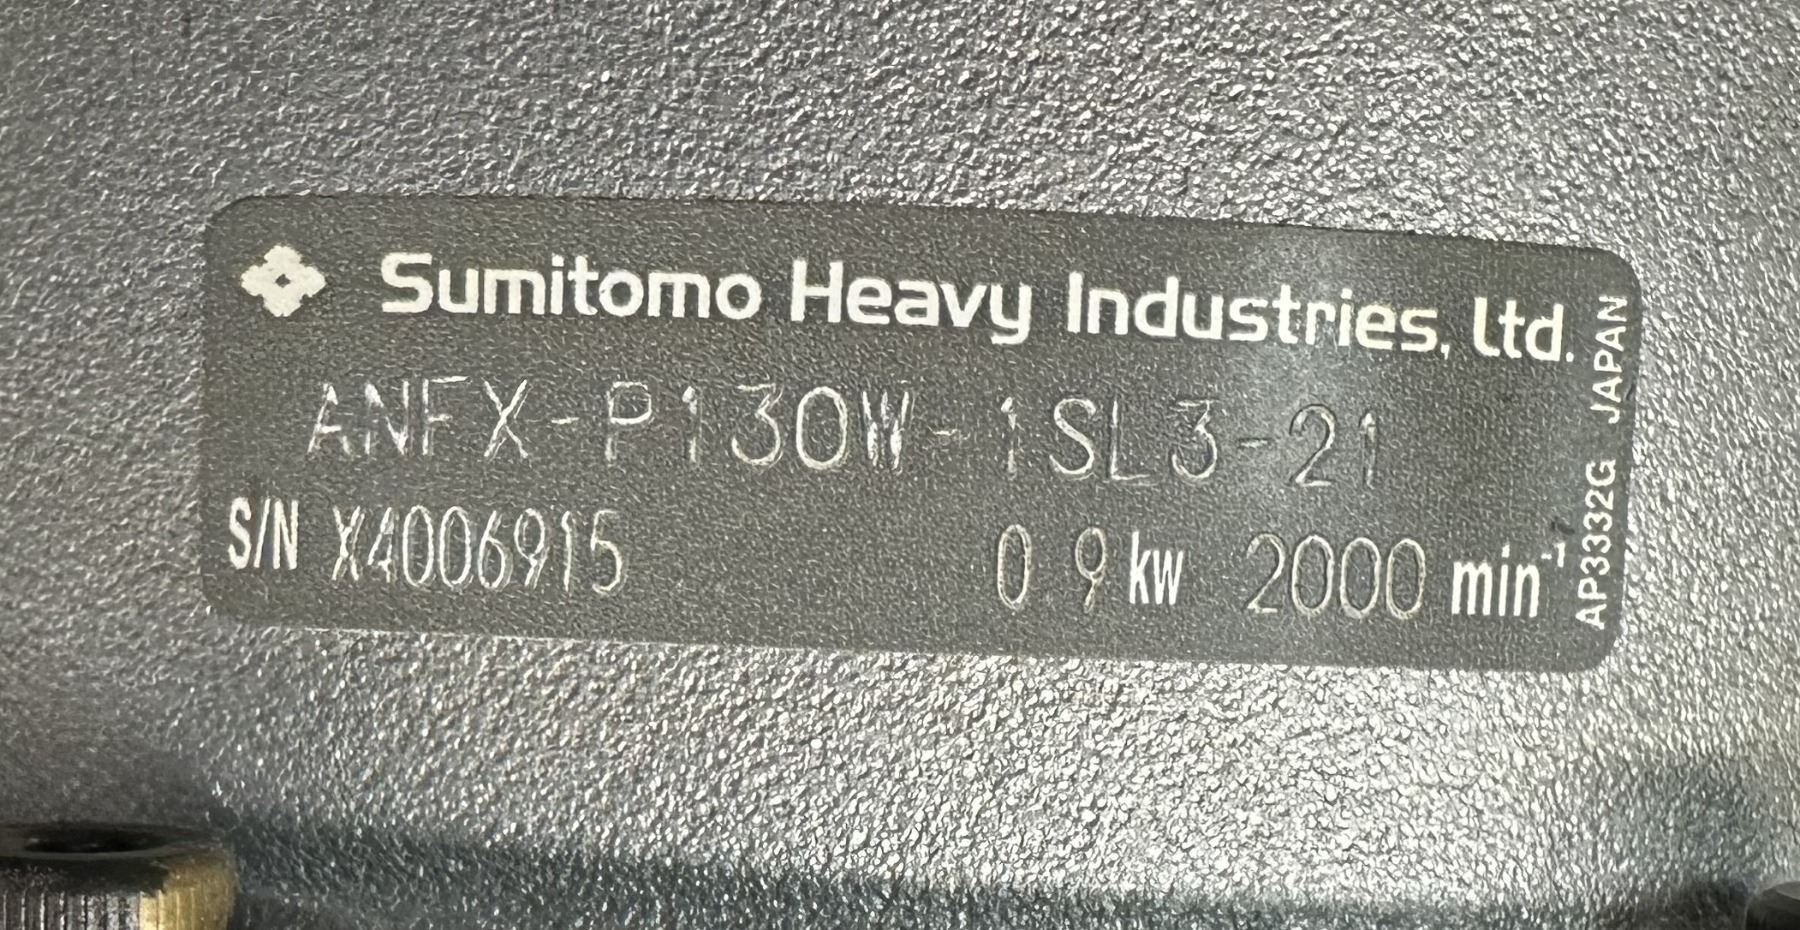 Sumitomo Heavy Industries, Ltd.
ANFX-P130W-1SL3-21
S/N X4006915 0.9 kW 2000 min⁻¹
AP3332G JAPAN